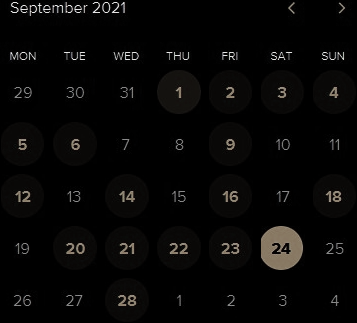 September 2021
MON TUE WED THU FRI SAT SUN
29 30 31 1 2 3 4
5 6 7 8 9 10 11
12 13 14 15 16 17 18
19 20 21 22 23 24 25
26 27 28 1 2 3 4